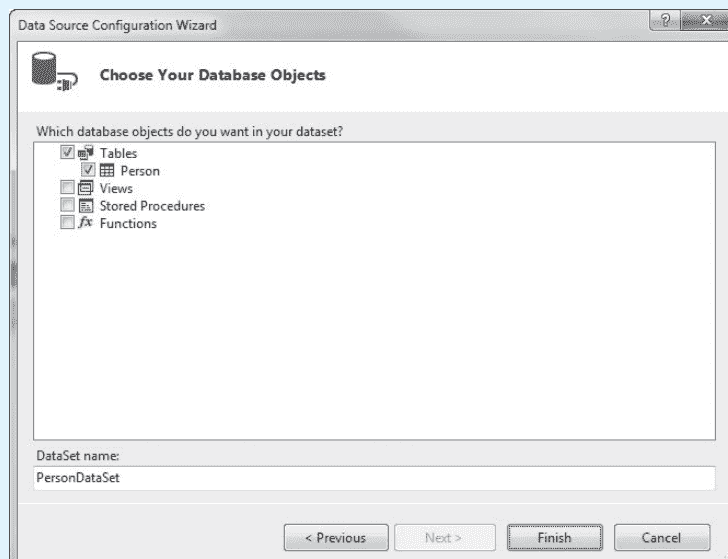 Data Source Configuration Wizard
?
X
Choose Your Database Objects
Which database objects do you want in your dataset?
Tables
Person
Views
Stored Procedures
fx Functions
DataSet name:
PersonDataSet
< Previous
Next >
Finish
Cancel